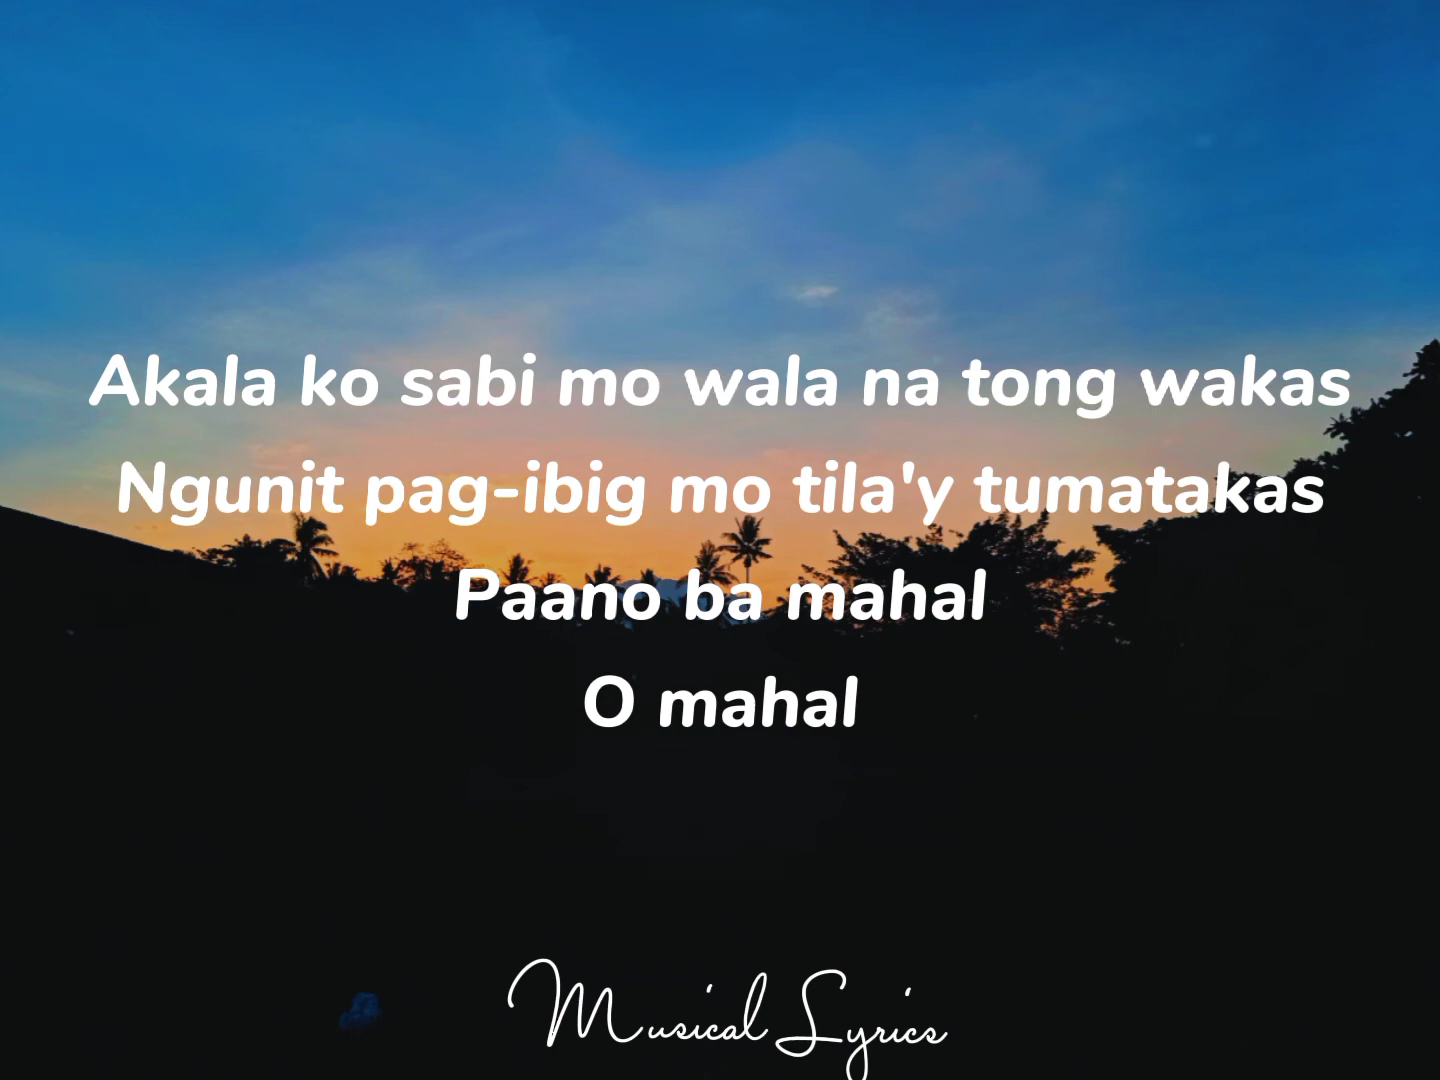 Akala ko sabi mo wala na tong wakas
Ngunit pag-ibig mo tila'y tumatakas
Paano ba mahal
O mahal
Musical Lyrics